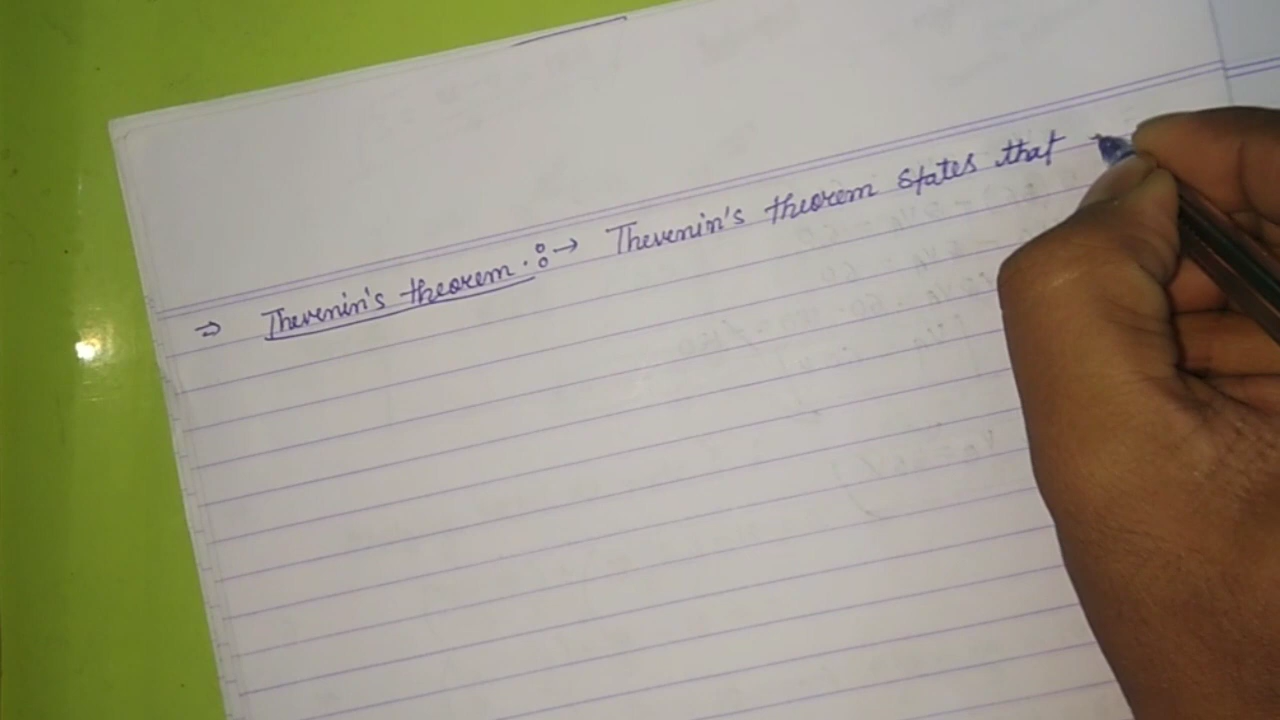 ⇒ Thevenin's theorem :→ Thevenin's theorem states that